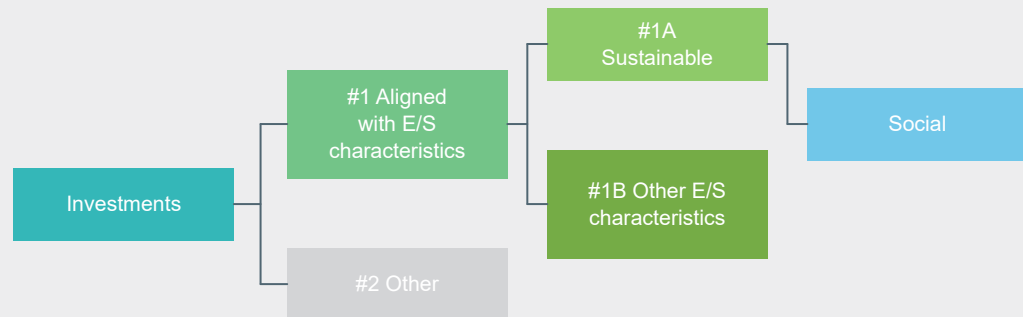 #1A
Sustainable
#1 Aligned
with E/S
characteristics
Social
Investments
#1B Other E/S
characteristics
#2 Other